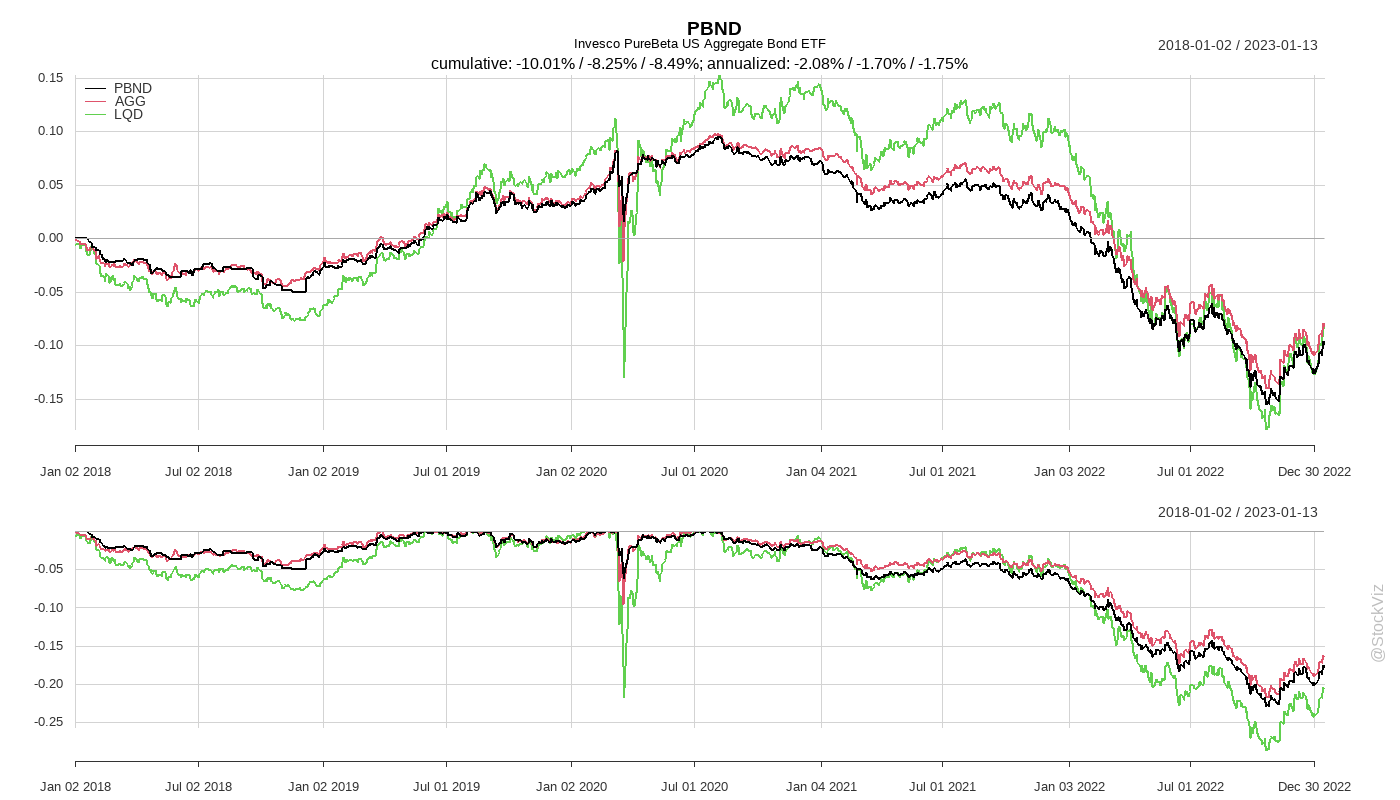 PBND
Invesco PureBeta US Aggregate Bond ETF
2018-01-02 / 2023-01-13
cumulative: -10.01% / -8.25% / -8.49%; annualized: -2.08% / -1.70% / -1.75%
PBND
AGG
LQD
0.15
0.10
0.05
0.00
-0.05
-0.10
-0.15
Jan 02 2018 Jul 02 2018 Jan 02 2019 Jul 01 2019 Jan 02 2020 Jul 01 2020 Jan 04 2021 Jul 01 2021 Jan 03 2022 Jul 01 2022 Dec 30 2022
2018-01-02 / 2023-01-13
-0.05
-0.10
-0.15
-0.20
-0.25
Jan 02 2018 Jul 02 2018 Jan 02 2019 Jul 01 2019 Jan 02 2020 Jul 01 2020 Jan 04 2021 Jul 01 2021 Jan 03 2022 Jul 01 2022 Dec 30 2022
@StockViz